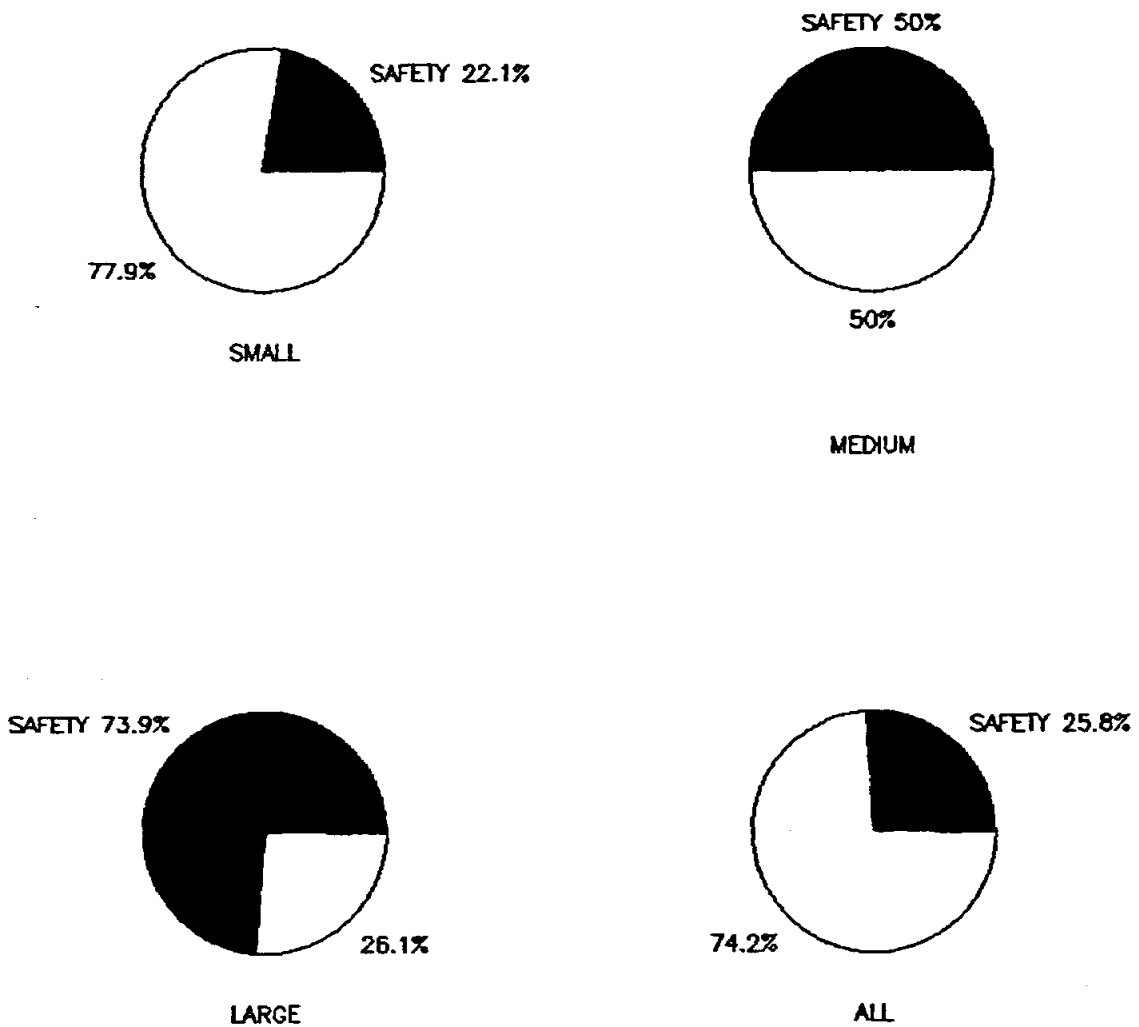 SAFETY 22.1%
77.9%
SMALL
SAFETY 50%
50%
MEDIUM
SAFETY 73.9%
26.1%
LARGE
SAFETY 25.8%
74.2%
ALL